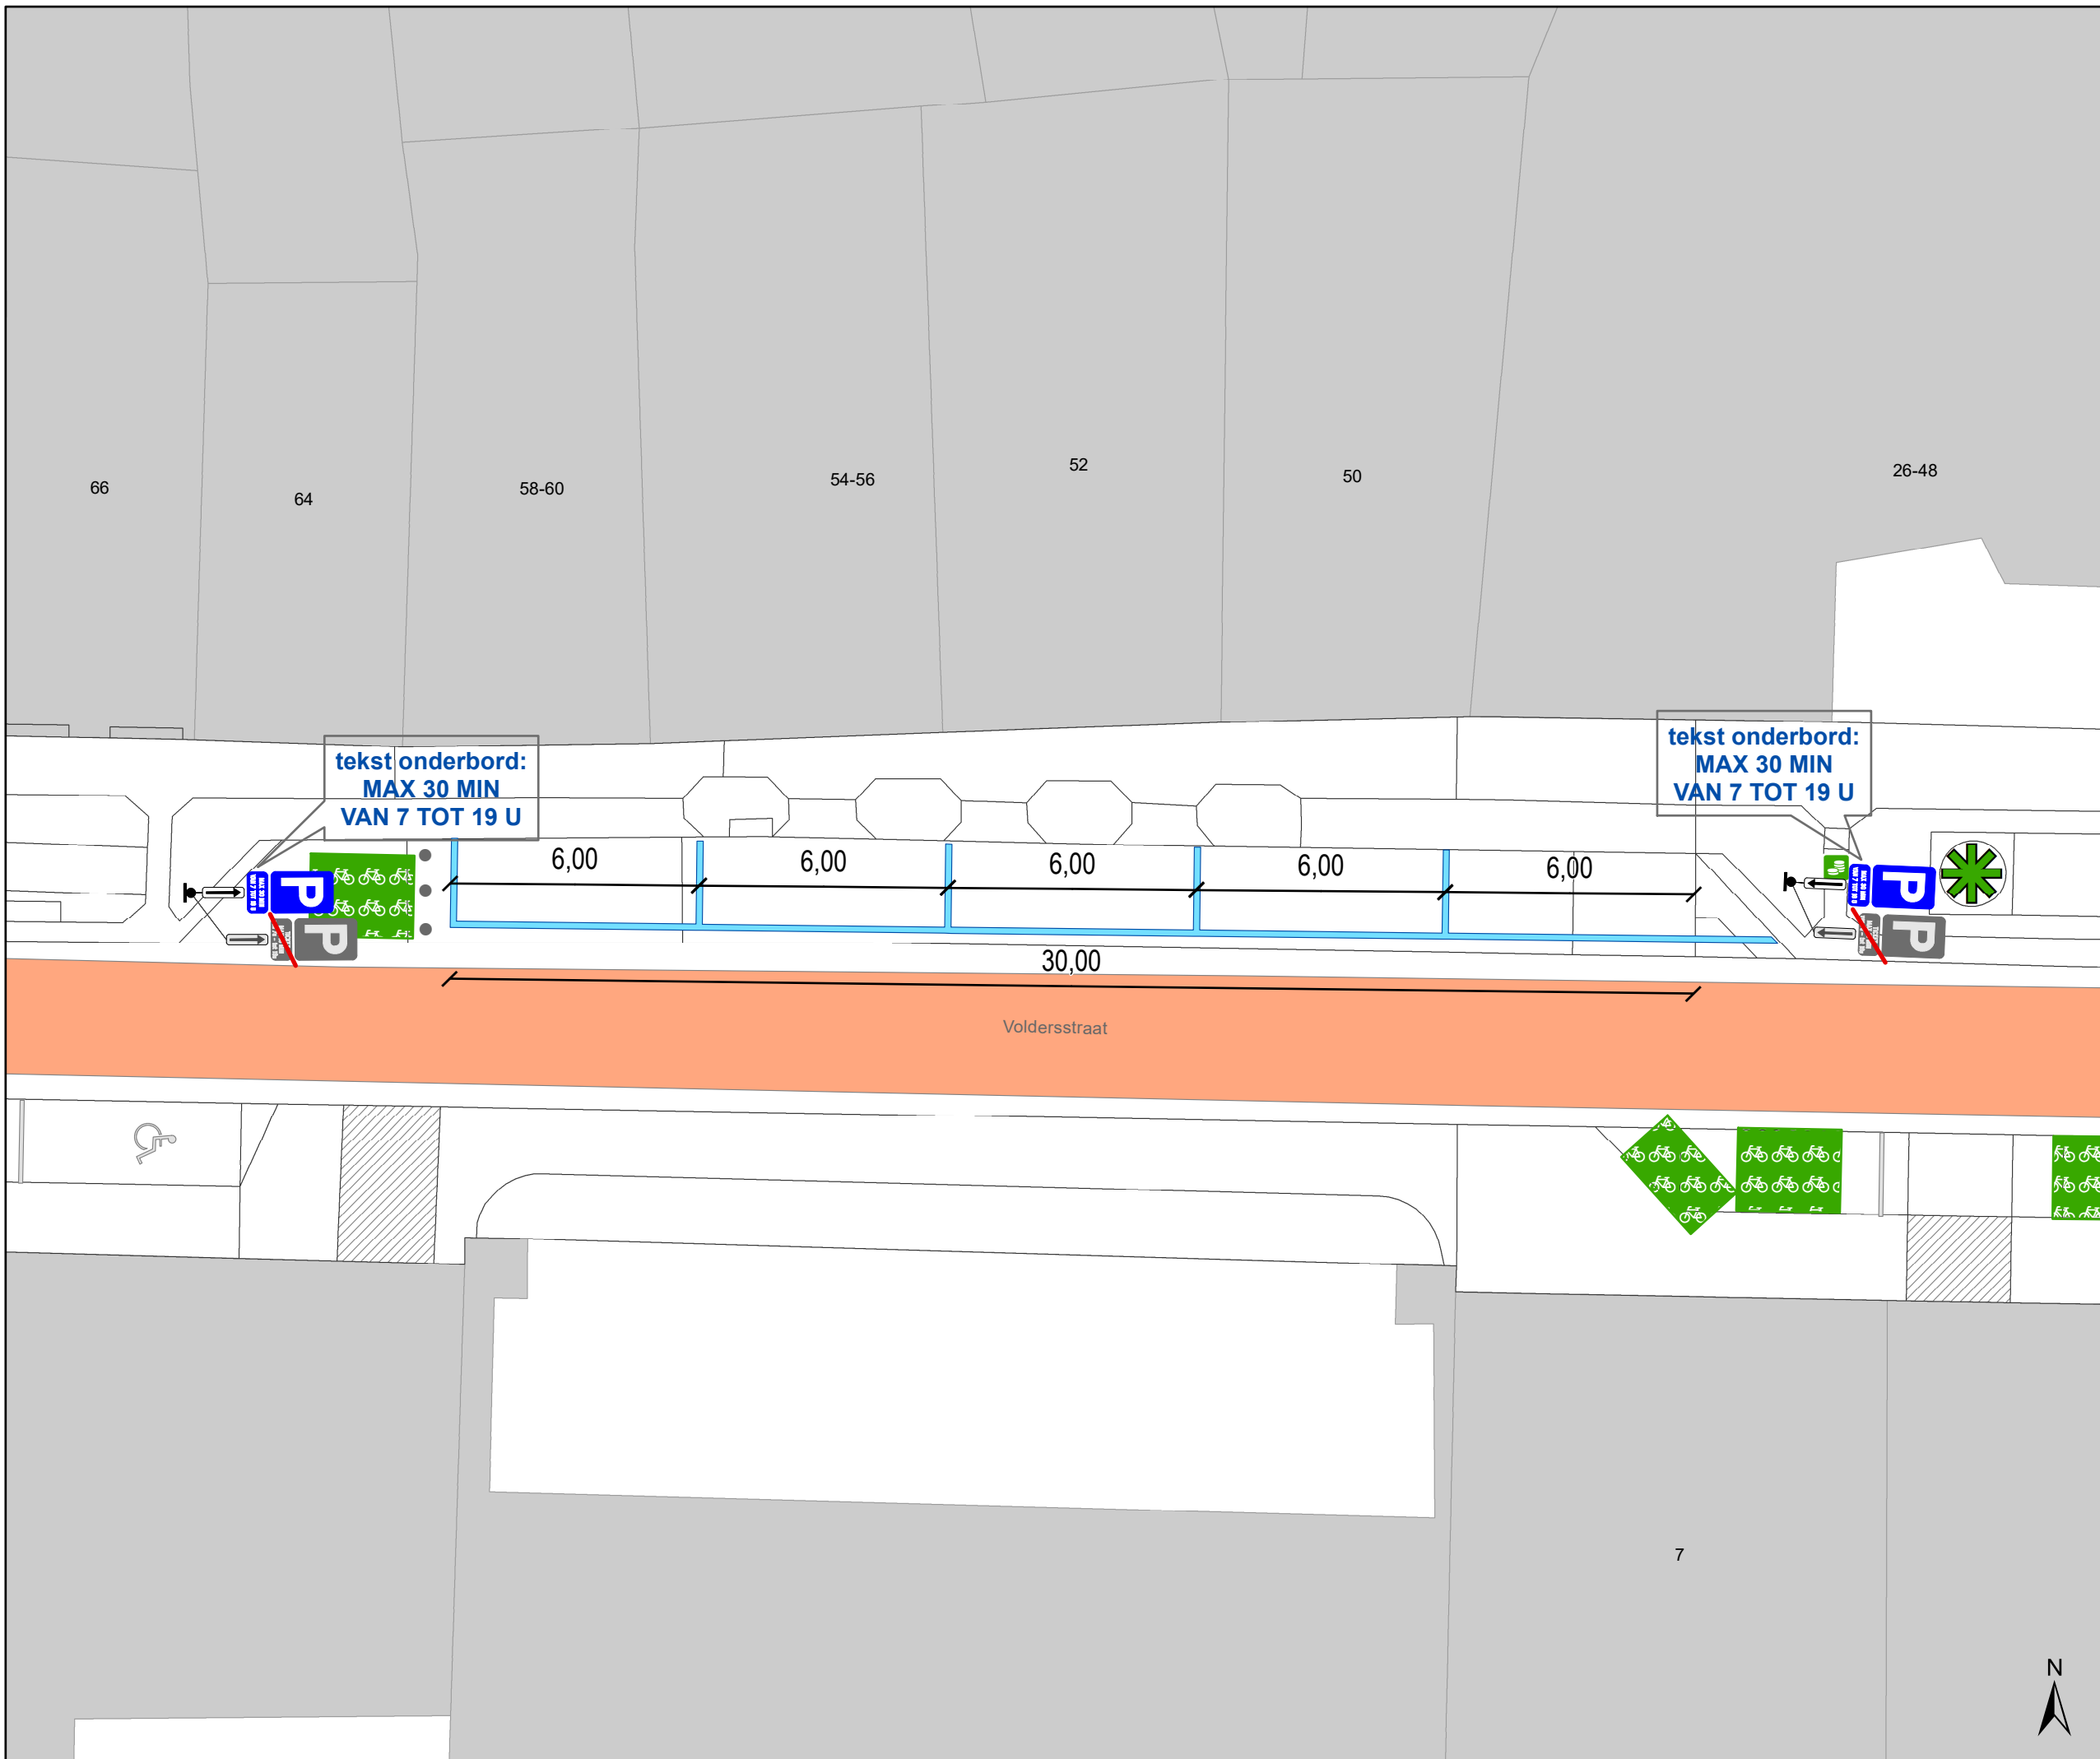 52
26-48
50
54-56
66
58-60
64
tekst onderbord:
MAX 30 MIN
VAN 7 TOT 19 U
tekst onderbord:
MAX 30 MIN
VAN 7 TOT 19 U
6,00
6,00
6,00
6,00
6,00
P
P
P
P
30,00
Voldersstraat
7
N